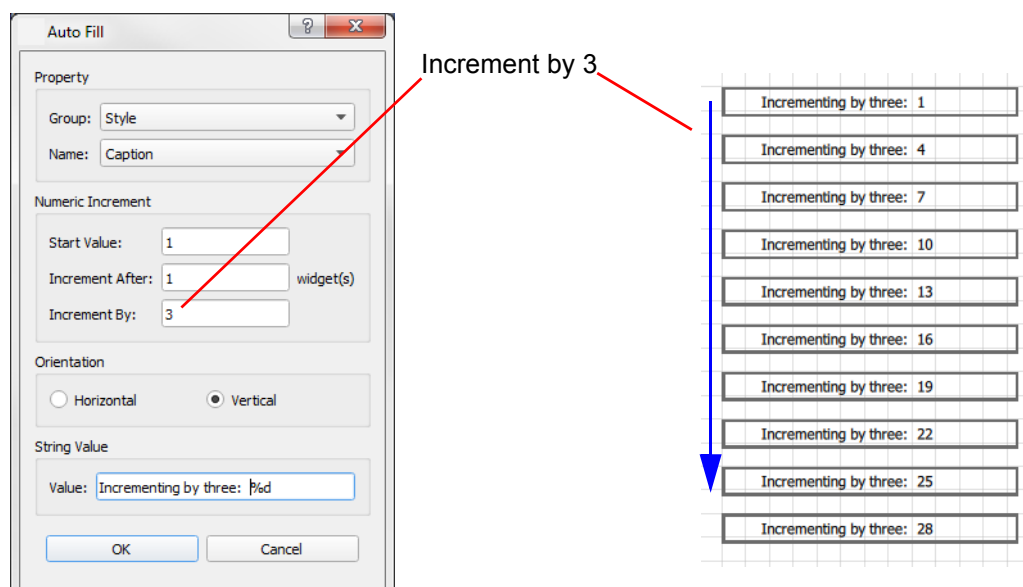 Auto Fill
Property
Group: Style
Name: Caption
Numeric Increment
Start Value: 1
Increment After: 1 widget(s)
Increment By: 3
Orientation
Horizontal Vertical
String Value
Value: Incrementing by three: %d
OK Cancel
Increment by 3
Incrementing by three: 1
Incrementing by three: 4
Incrementing by three: 7
Incrementing by three: 10
Incrementing by three: 13
Incrementing by three: 16
Incrementing by three: 19
Incrementing by three: 22
Incrementing by three: 25
Incrementing by three: 28